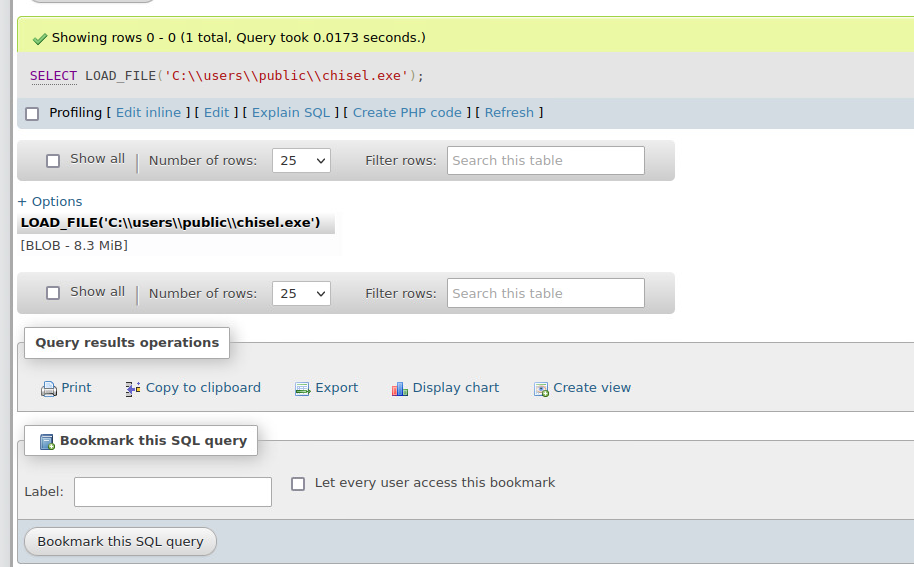 Showing rows 0 - 0 (1 total, Query took 0.0173 seconds.)
SELECT LOAD_FILE('C:\\users\\public\\chisel.exe');
Profiling [ Edit inline ] [ Edit ] [ Explain SQL ] [ Create PHP code ] [ Refresh ]
Show all Number of rows: 25 Filter rows: Search this table
+ Options
LOAD_FILE('C:\\users\\public\\chisel.exe')
[BLOB - 8.3 MiB]
Show all Number of rows: 25 Filter rows: Search this table
Query results operations
Print Copy to clipboard Export Display chart Create view
Bookmark this SQL query
Label: Let every user access this bookmark
Bookmark this SQL query